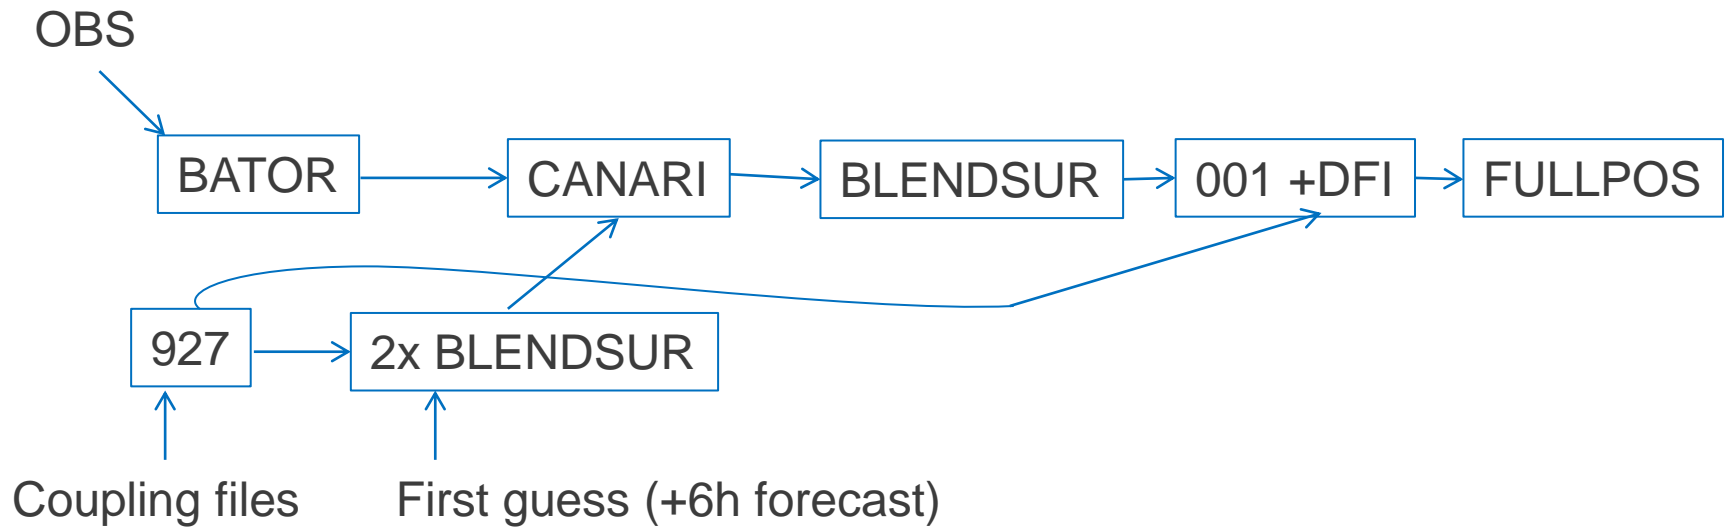 OBS
BATOR
CANARI
BLENDSUR
001 +DFI
FULLPOS
927
2x BLENDSUR
Coupling files
First guess (+6h forecast)